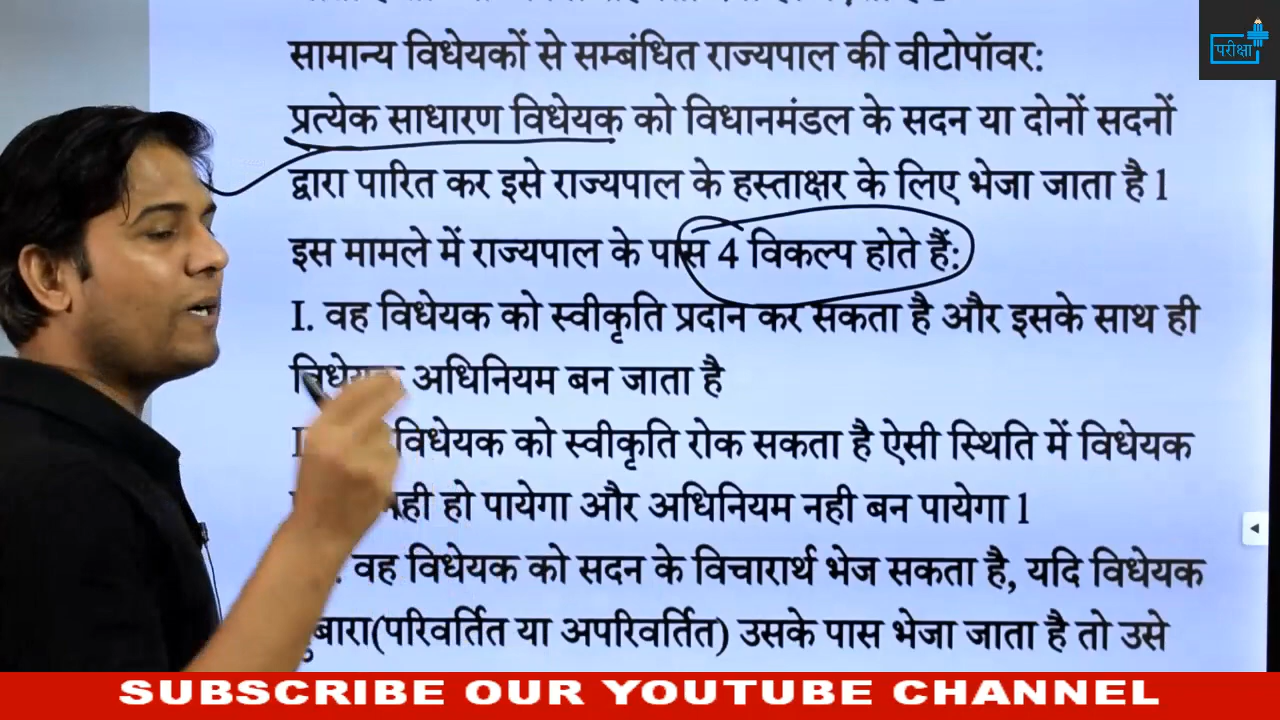 परीक्षा
सामान्य विधेयकों से सम्बंधित राज्यपाल की वीटोपॉवर:
प्रत्येक साधारण विधेयक को विधानमंडल के सदन या दोनों सदनों
द्वारा पारित कर इसे राज्यपाल के हस्ताक्षर के लिए भेजा जाता है 1
इस मामले में राज्यपाल के पास 4 विकल्प होते हैं:
I. वह विधेयक को स्वीकृति प्रदान कर सकता है और इसके साथ ही
विधेयक अधिनियम बन जाता है
विधेयक को स्वीकृति रोक सकता है ऐसी स्थिति में विधेयक
नही हो पायेगा और अधिनियम नही बन पायेगा 1
वह विधेयक को सदन के विचारार्थ भेज सकता है, यदि विधेयक
(परिवर्तित या अपरिवर्तित) उसके पास भेजा जाता है तो उसे
SUBSCRIBE OUR YOUTUBE CHANNEL